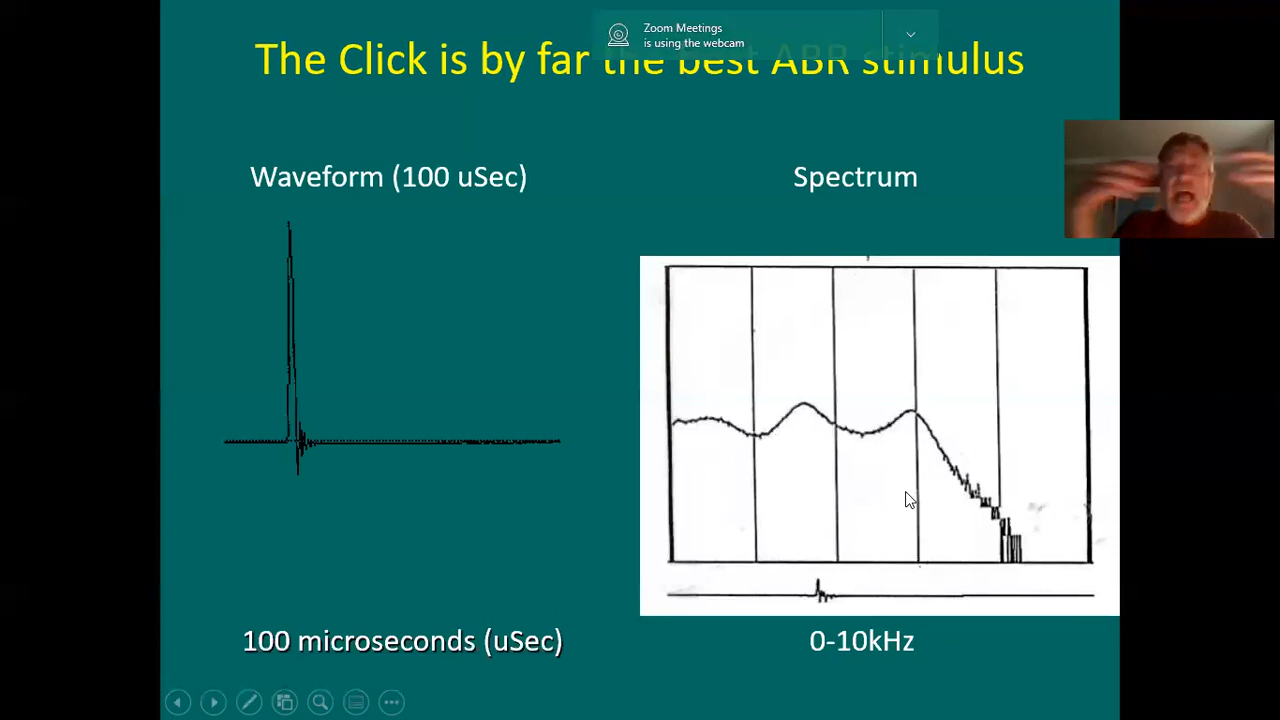 Zoom Meetings
is using the webcam
The Click is by far the best ABR stimulus
Waveform (100 uSec)
Spectrum
100 microseconds (uSec)
0-10kHz